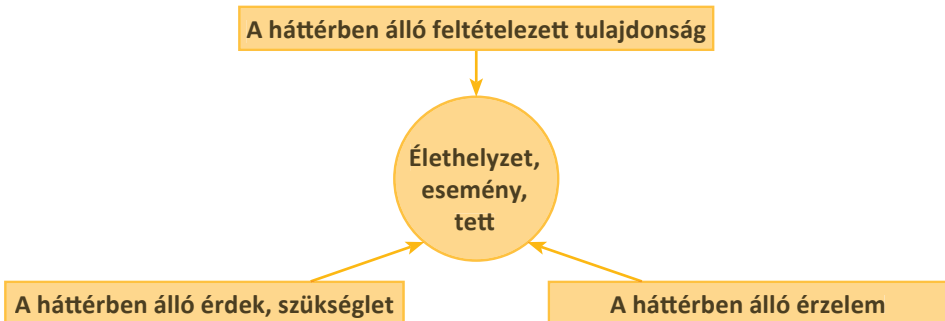 A háttérben álló feltételezett tulajdonság
Élethelyzet,
esemény,
tett
A háttérben álló érdek, szükséglet
A háttérben álló érzelem